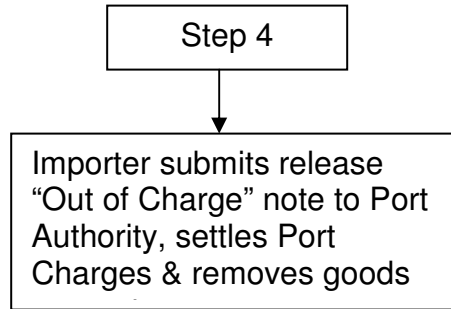 Step 4
Importer submits release
“Out of Charge” note to Port
Authority, settles Port
Charges & removes goods